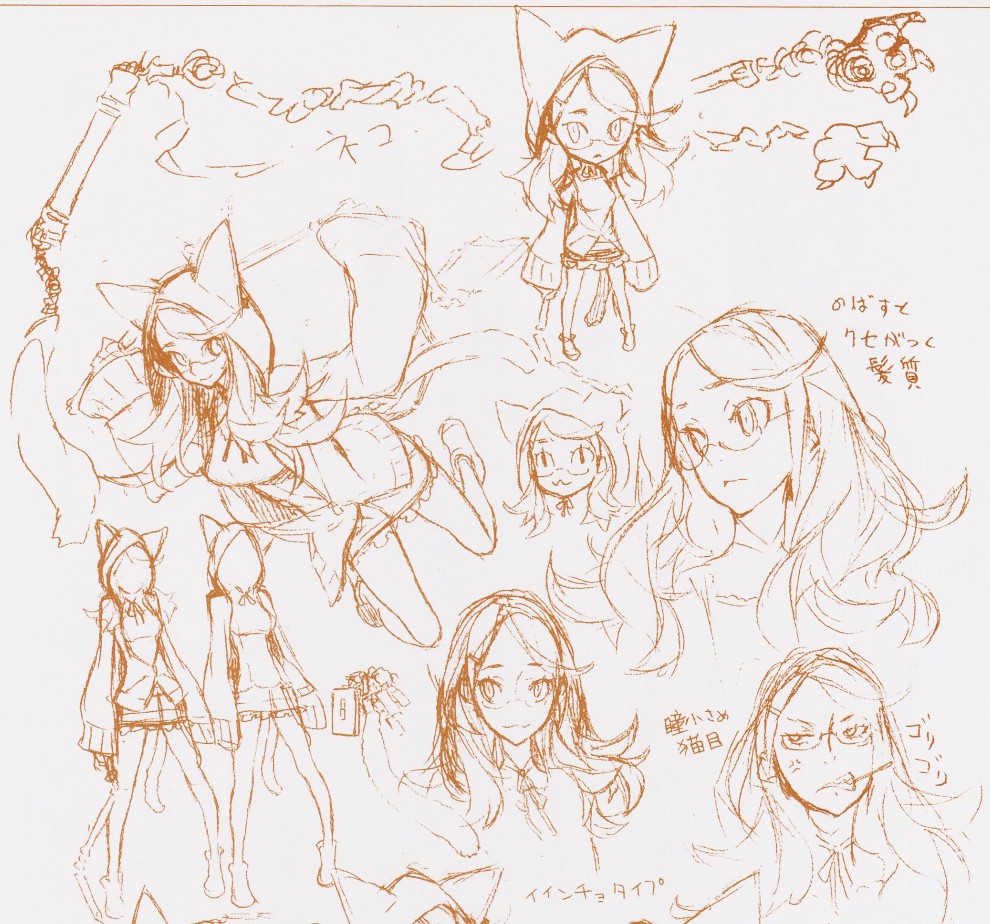 ネコ
のばすと
クセがつく
髪質
瞳小さめ
猫目
ゴリ
ゴリ
イインチョタイプ